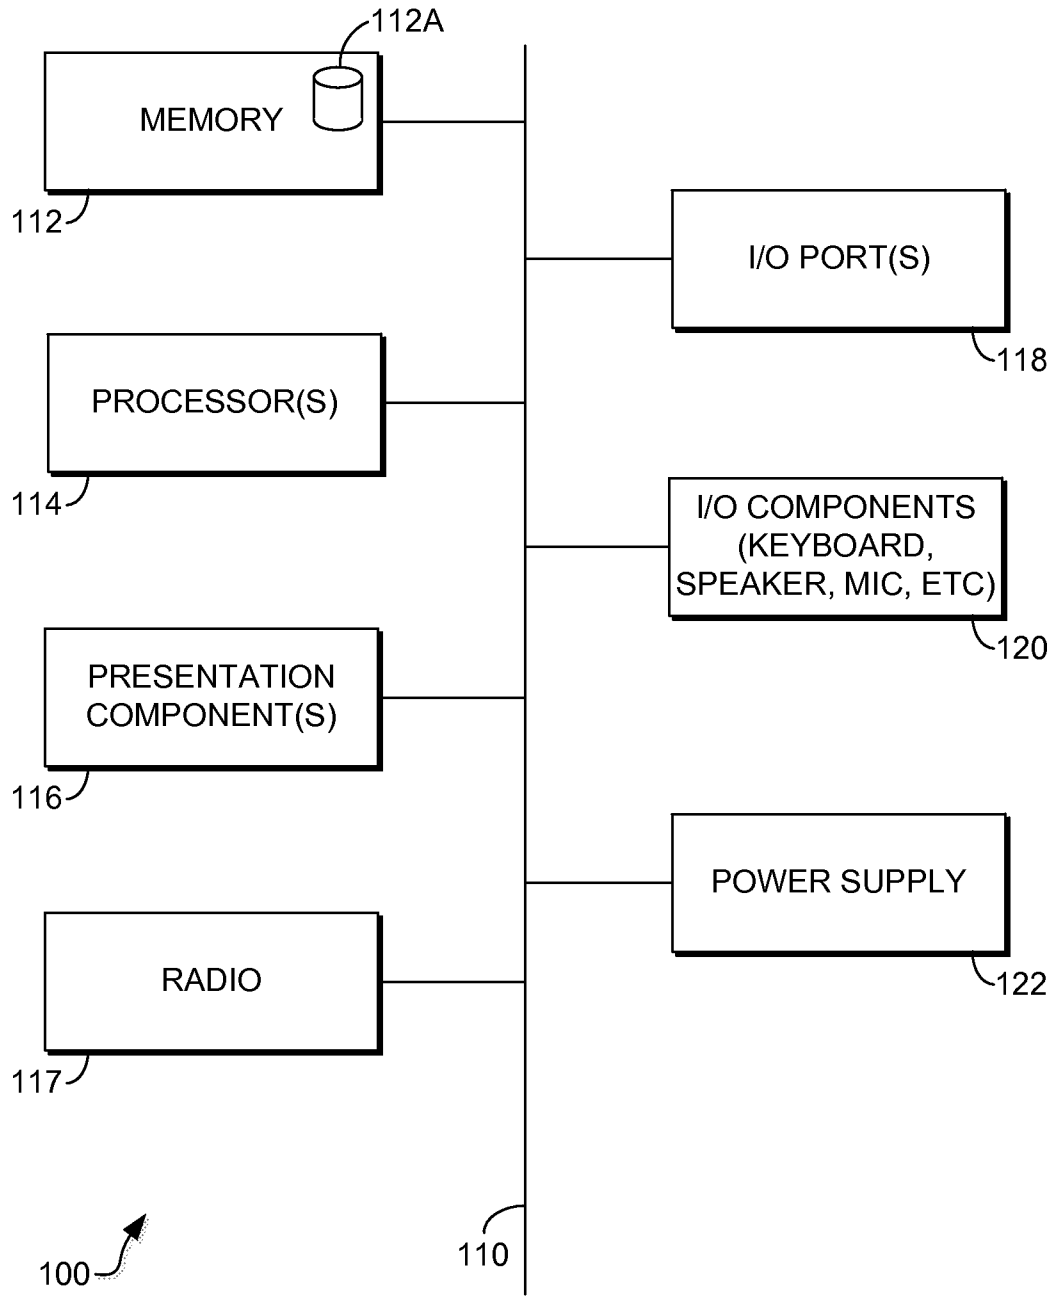 112A
MEMORY
112
I/O PORT(S)
118
PROCESSOR(S)
114
I/O COMPONENTS
(KEYBOARD,
SPEAKER, MIC, ETC)
120
PRESENTATION
COMPONENT(S)
116
POWER SUPPLY
122
RADIO
117
110
100